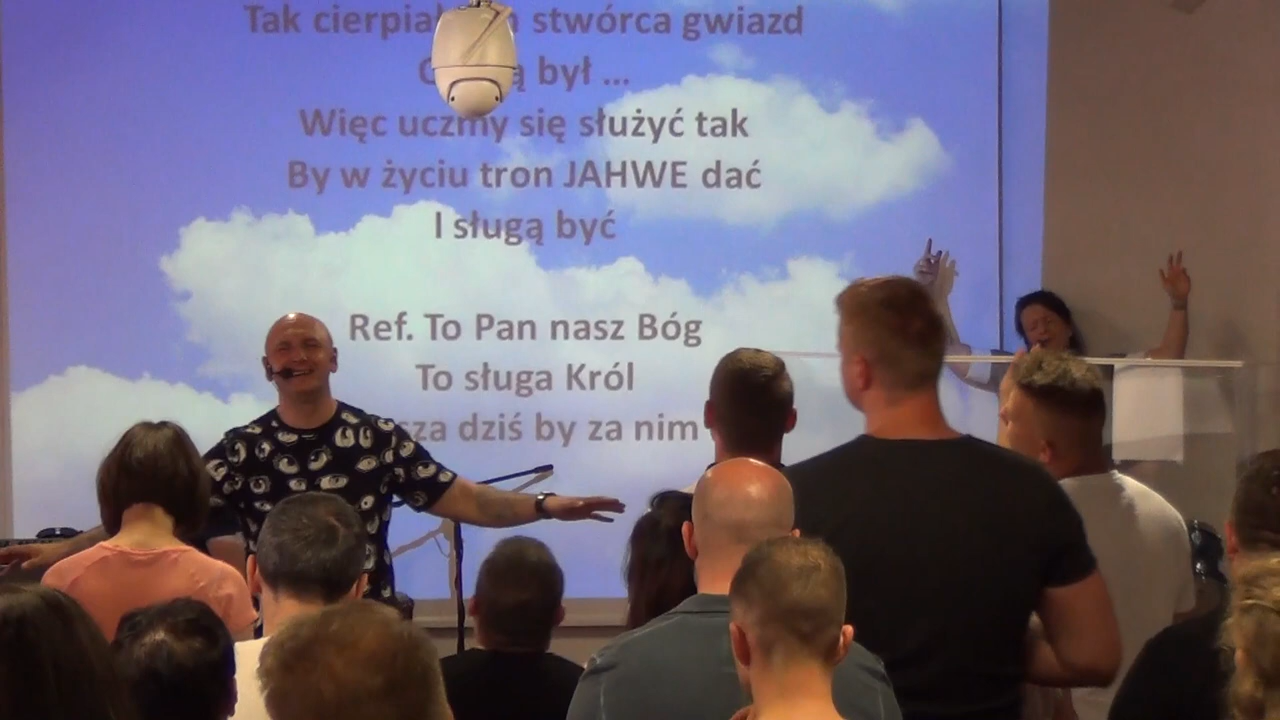 Tak cierpiał stwórca gwiazd
był ...
Więc uczmy się służyć tak
By w życiu tron JAHWE dać
I sługą być
Ref. To Pan nasz Bóg
To sługa Król
dziś by za nim